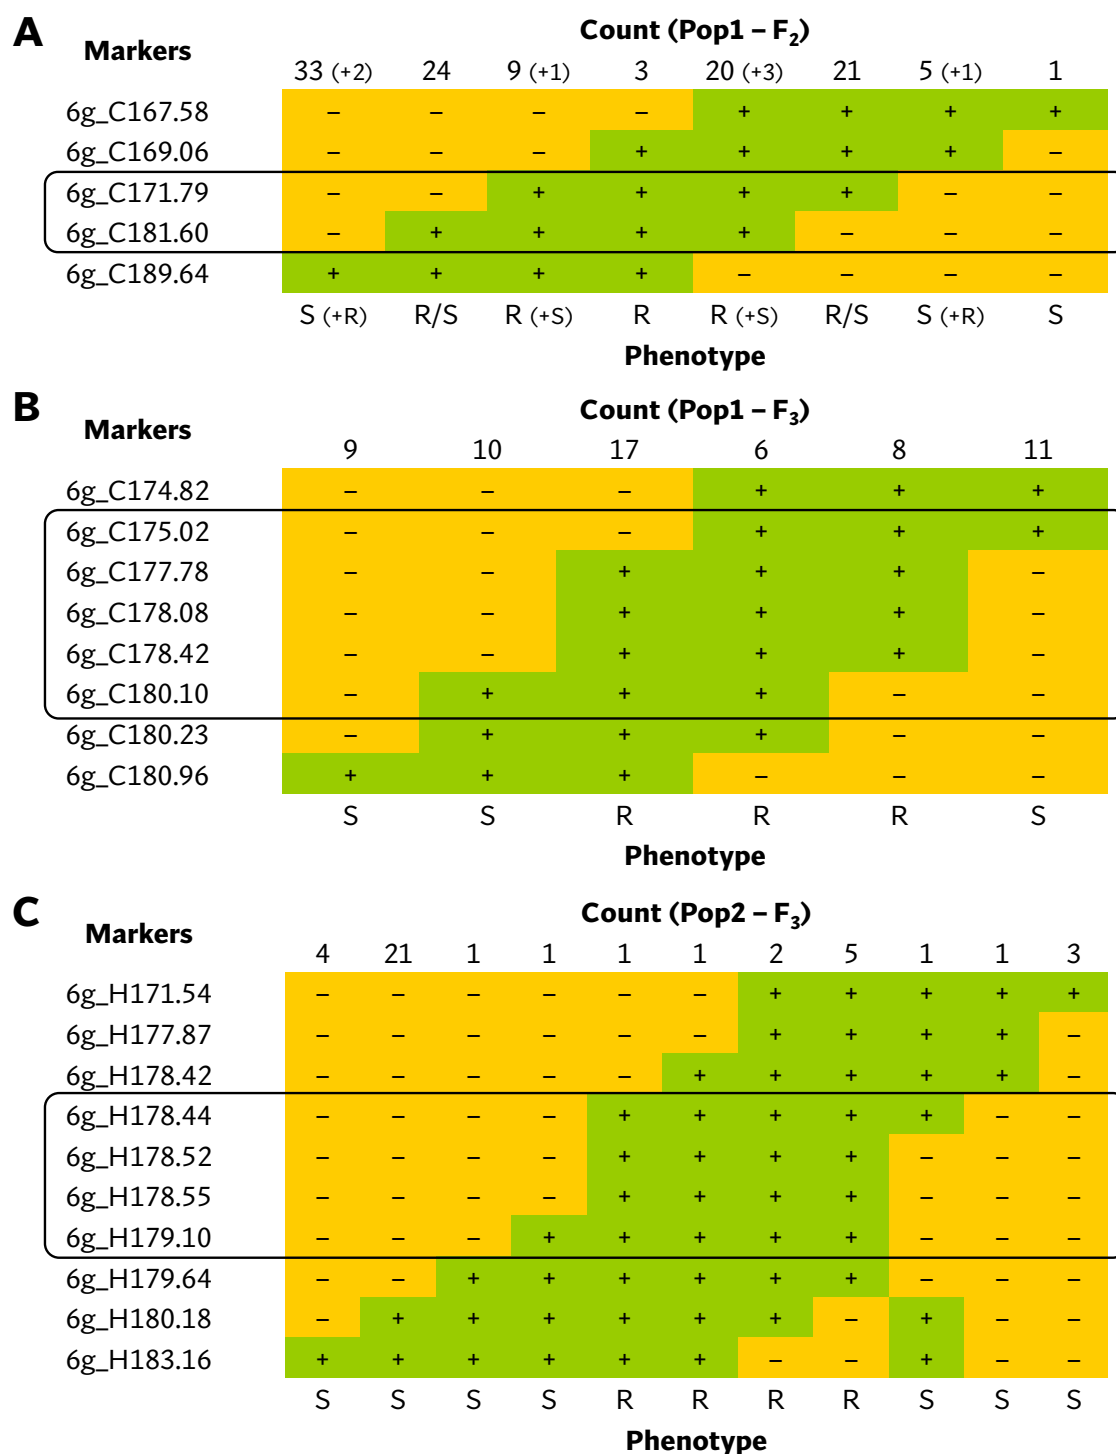 A
Count (Pop1 – F2)
Markers
33 (+2) 24 9 (+1) 3 20 (+3) 21 5 (+1) 1
6g_C167.58 – – – – + + + +
6g_C169.06 – – – + + + + –
6g_C171.79 – – + + + + – –
6g_C181.60 – + + + + – – –
6g_C189.64 + + + + – – – –
S (+R) R/S R (+S) R R (+S) R/S S (+R) S
Phenotype
B
Count (Pop1 – F3)
Markers
9 10 17 6 8 11
6g_C174.82 – – – + + +
6g_C175.02 – – – + + +
6g_C177.78 – – + + + –
6g_C178.08 – – + + + –
6g_C178.42 – – + + + –
6g_C180.10 – + + + – –
6g_C180.23 – + + + – –
6g_C180.96 + + + – – –
S S R R R S
Phenotype
C
Count (Pop2 – F3)
Markers
4 21 1 1 1 1 2 5 1 1 3
6g_H171.54 – – – – – – + + + + +
6g_H177.87 – – – – – – + + + + –
6g_H178.42 – – – – – + + + + + –
6g_H178.44 – – – – + + + + + – –
6g_H178.52 – – – – + + + + – – –
6g_H178.55 – – – – + + + + – – –
6g_H179.10 – – – + + + + + – – –
6g_H179.64 – – + + + + + + – – –
6g_H180.18 – + + + + + + – + – –
6g_H183.16 + + + + + + – – + – –
S S S S R R R R S S S
Phenotype